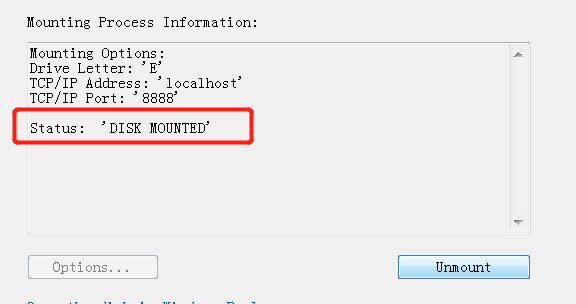 Mounting Process Information:
Mounting Options:
Drive Letter: 'E'
TCP/IP Address: 'localhost'
TCP/IP Port: '8888'
Status:  'DISK MOUNTED'
Options...
Unmount